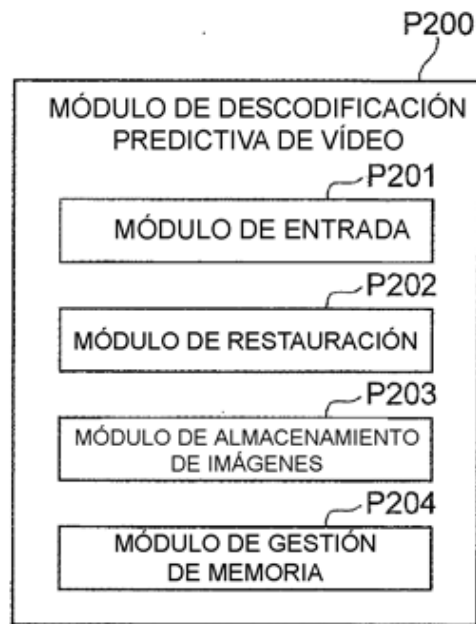 P200
MÓDULO DE DESCODIFICACIÓN
PREDICTIVA DE VÍDEO
P201
MÓDULO DE ENTRADA
P202
MÓDULO DE RESTAURACIÓN
P203
MÓDULO DE ALMACENAMIENTO
DE IMÁGENES
P204
MÓDULO DE GESTIÓN
DE MEMORIA